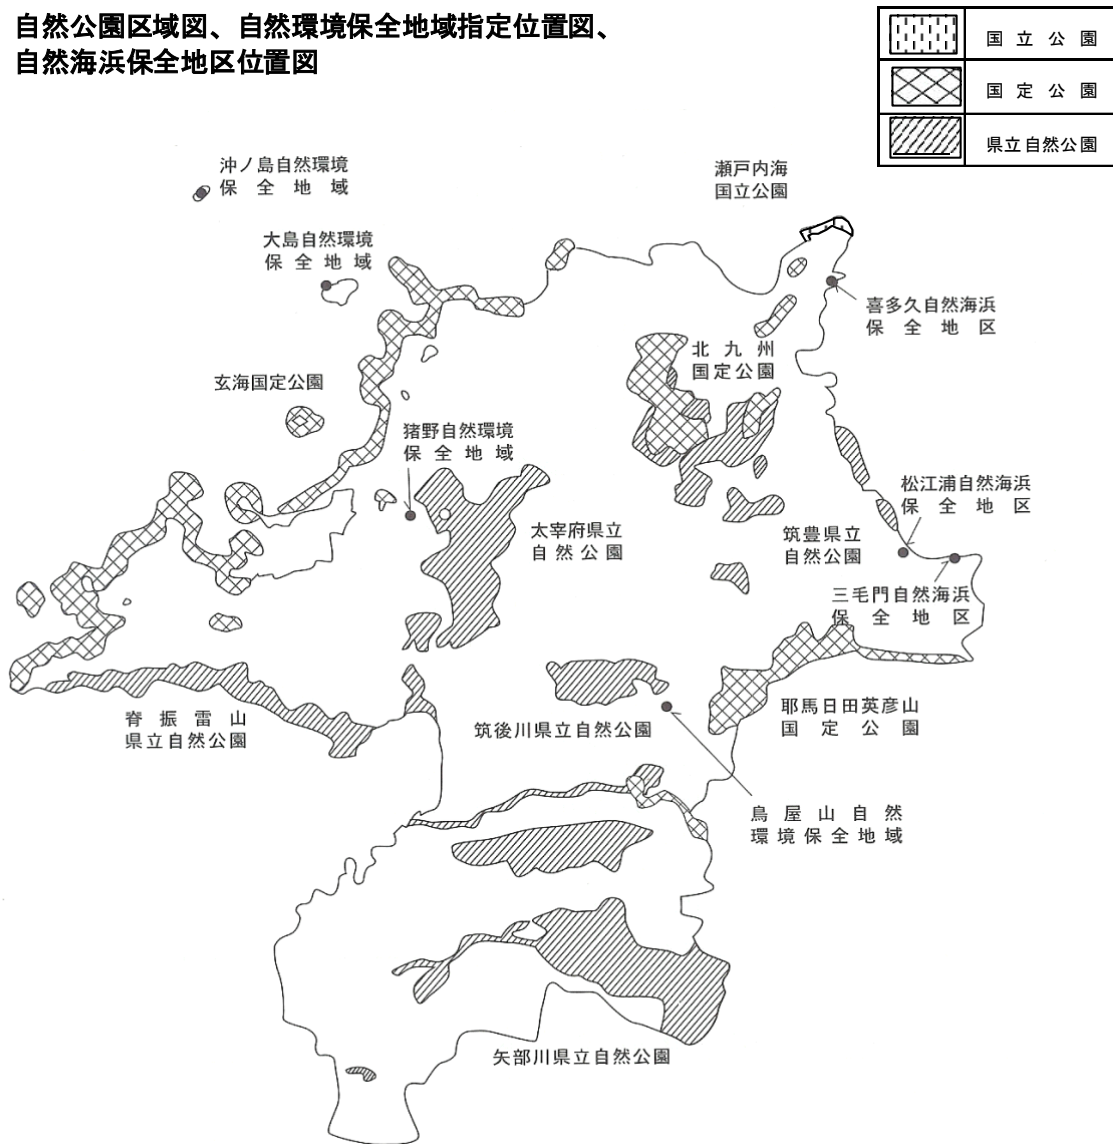 自然公園区域図、自然環境保全地域指定位置図、
自然海浜保全地区位置図
国立公園
国定公園
県立自然公園
沖ノ島自然環境
保全地域
瀬戸内海
国立公園
大島自然環境
保全地域
喜多久自然海浜
保全地区
北九州
国定公園
玄海国定公園
猪野自然環境
保全地域
松江浦自然海浜
保全地区
太宰府県立
自然公園
筑豊県立
自然公園
三毛門自然海浜
保全地区
脊振雷山
県立自然公園
筑後川県立自然公園
耶馬日田英彦山
国定公園
鳥屋山自然
環境保全地域
矢部川県立自然公園